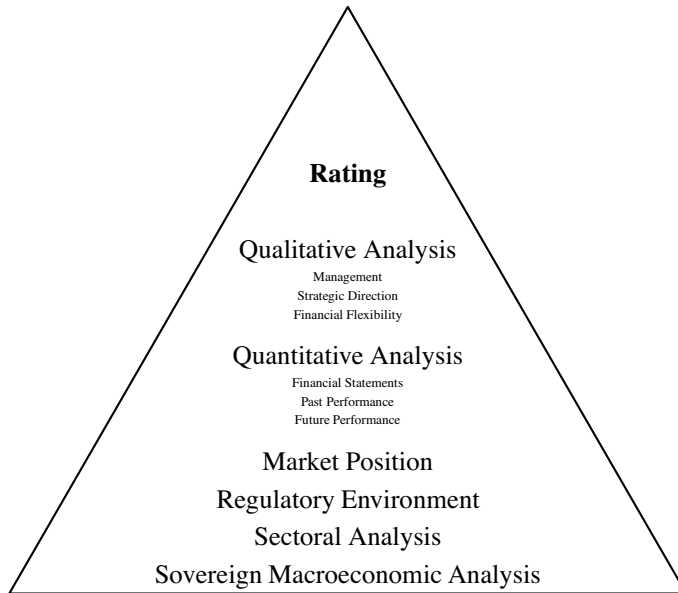 Rating
Qualitative Analysis
Management
Strategic Direction
Financial Flexibility
Quantitative Analysis
Financial Statements
Past Performance
Future Performance
Market Position
Regulatory Environment
Sectoral Analysis
Sovereign Macroeconomic Analysis